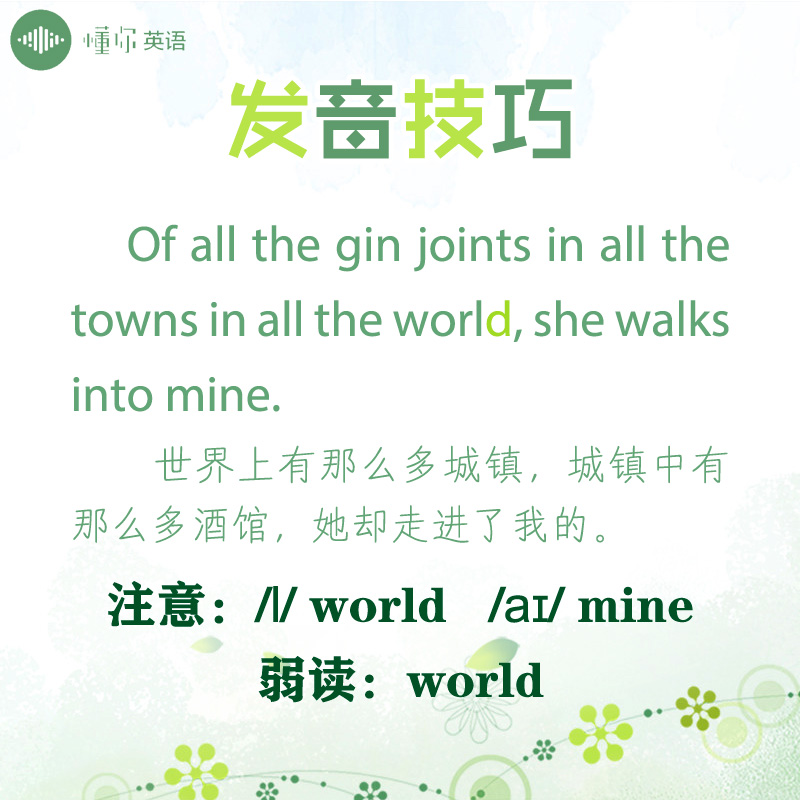 懂你英语
发音技巧
Of all the gin joints in all the
towns in all the world, she walks
into mine.
世界上有那么多城镇，城镇中有
那么多酒馆，她却走进了我的。
注意：/l/ world /aɪ/ mine
弱读：world